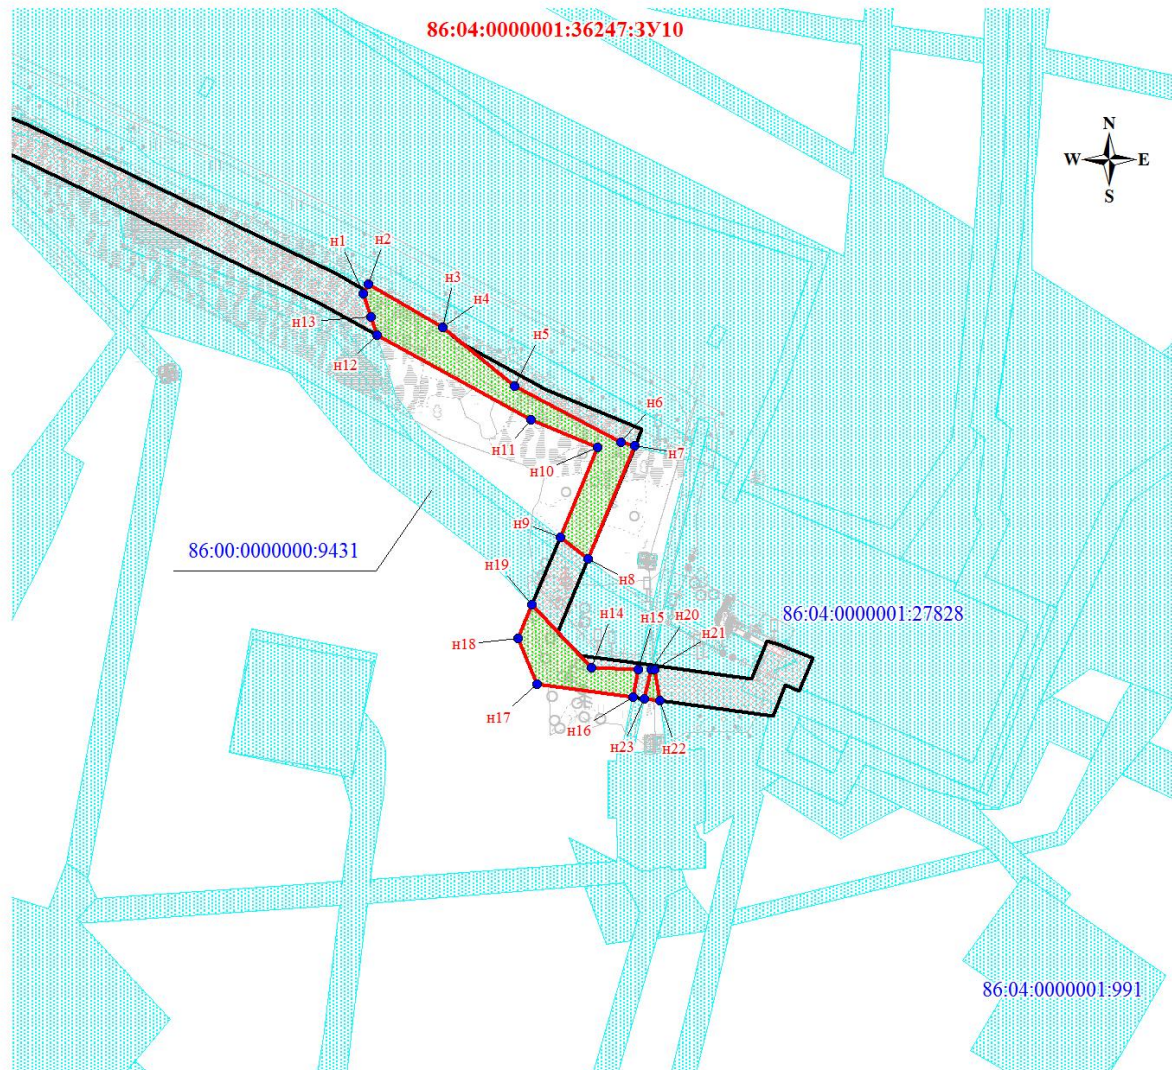 86:04:0000001:36247:ЗУ10
N
W E
S
н1
н2
н3
н4
н13
н5
н12
н6
н11
н7
н10
н9
86:00:0000000:9431
н8
н19
н14
н15
н20
86:04:0000001:27828
н21
н18
н17
н16
н23
н22
86:04:0000001:991